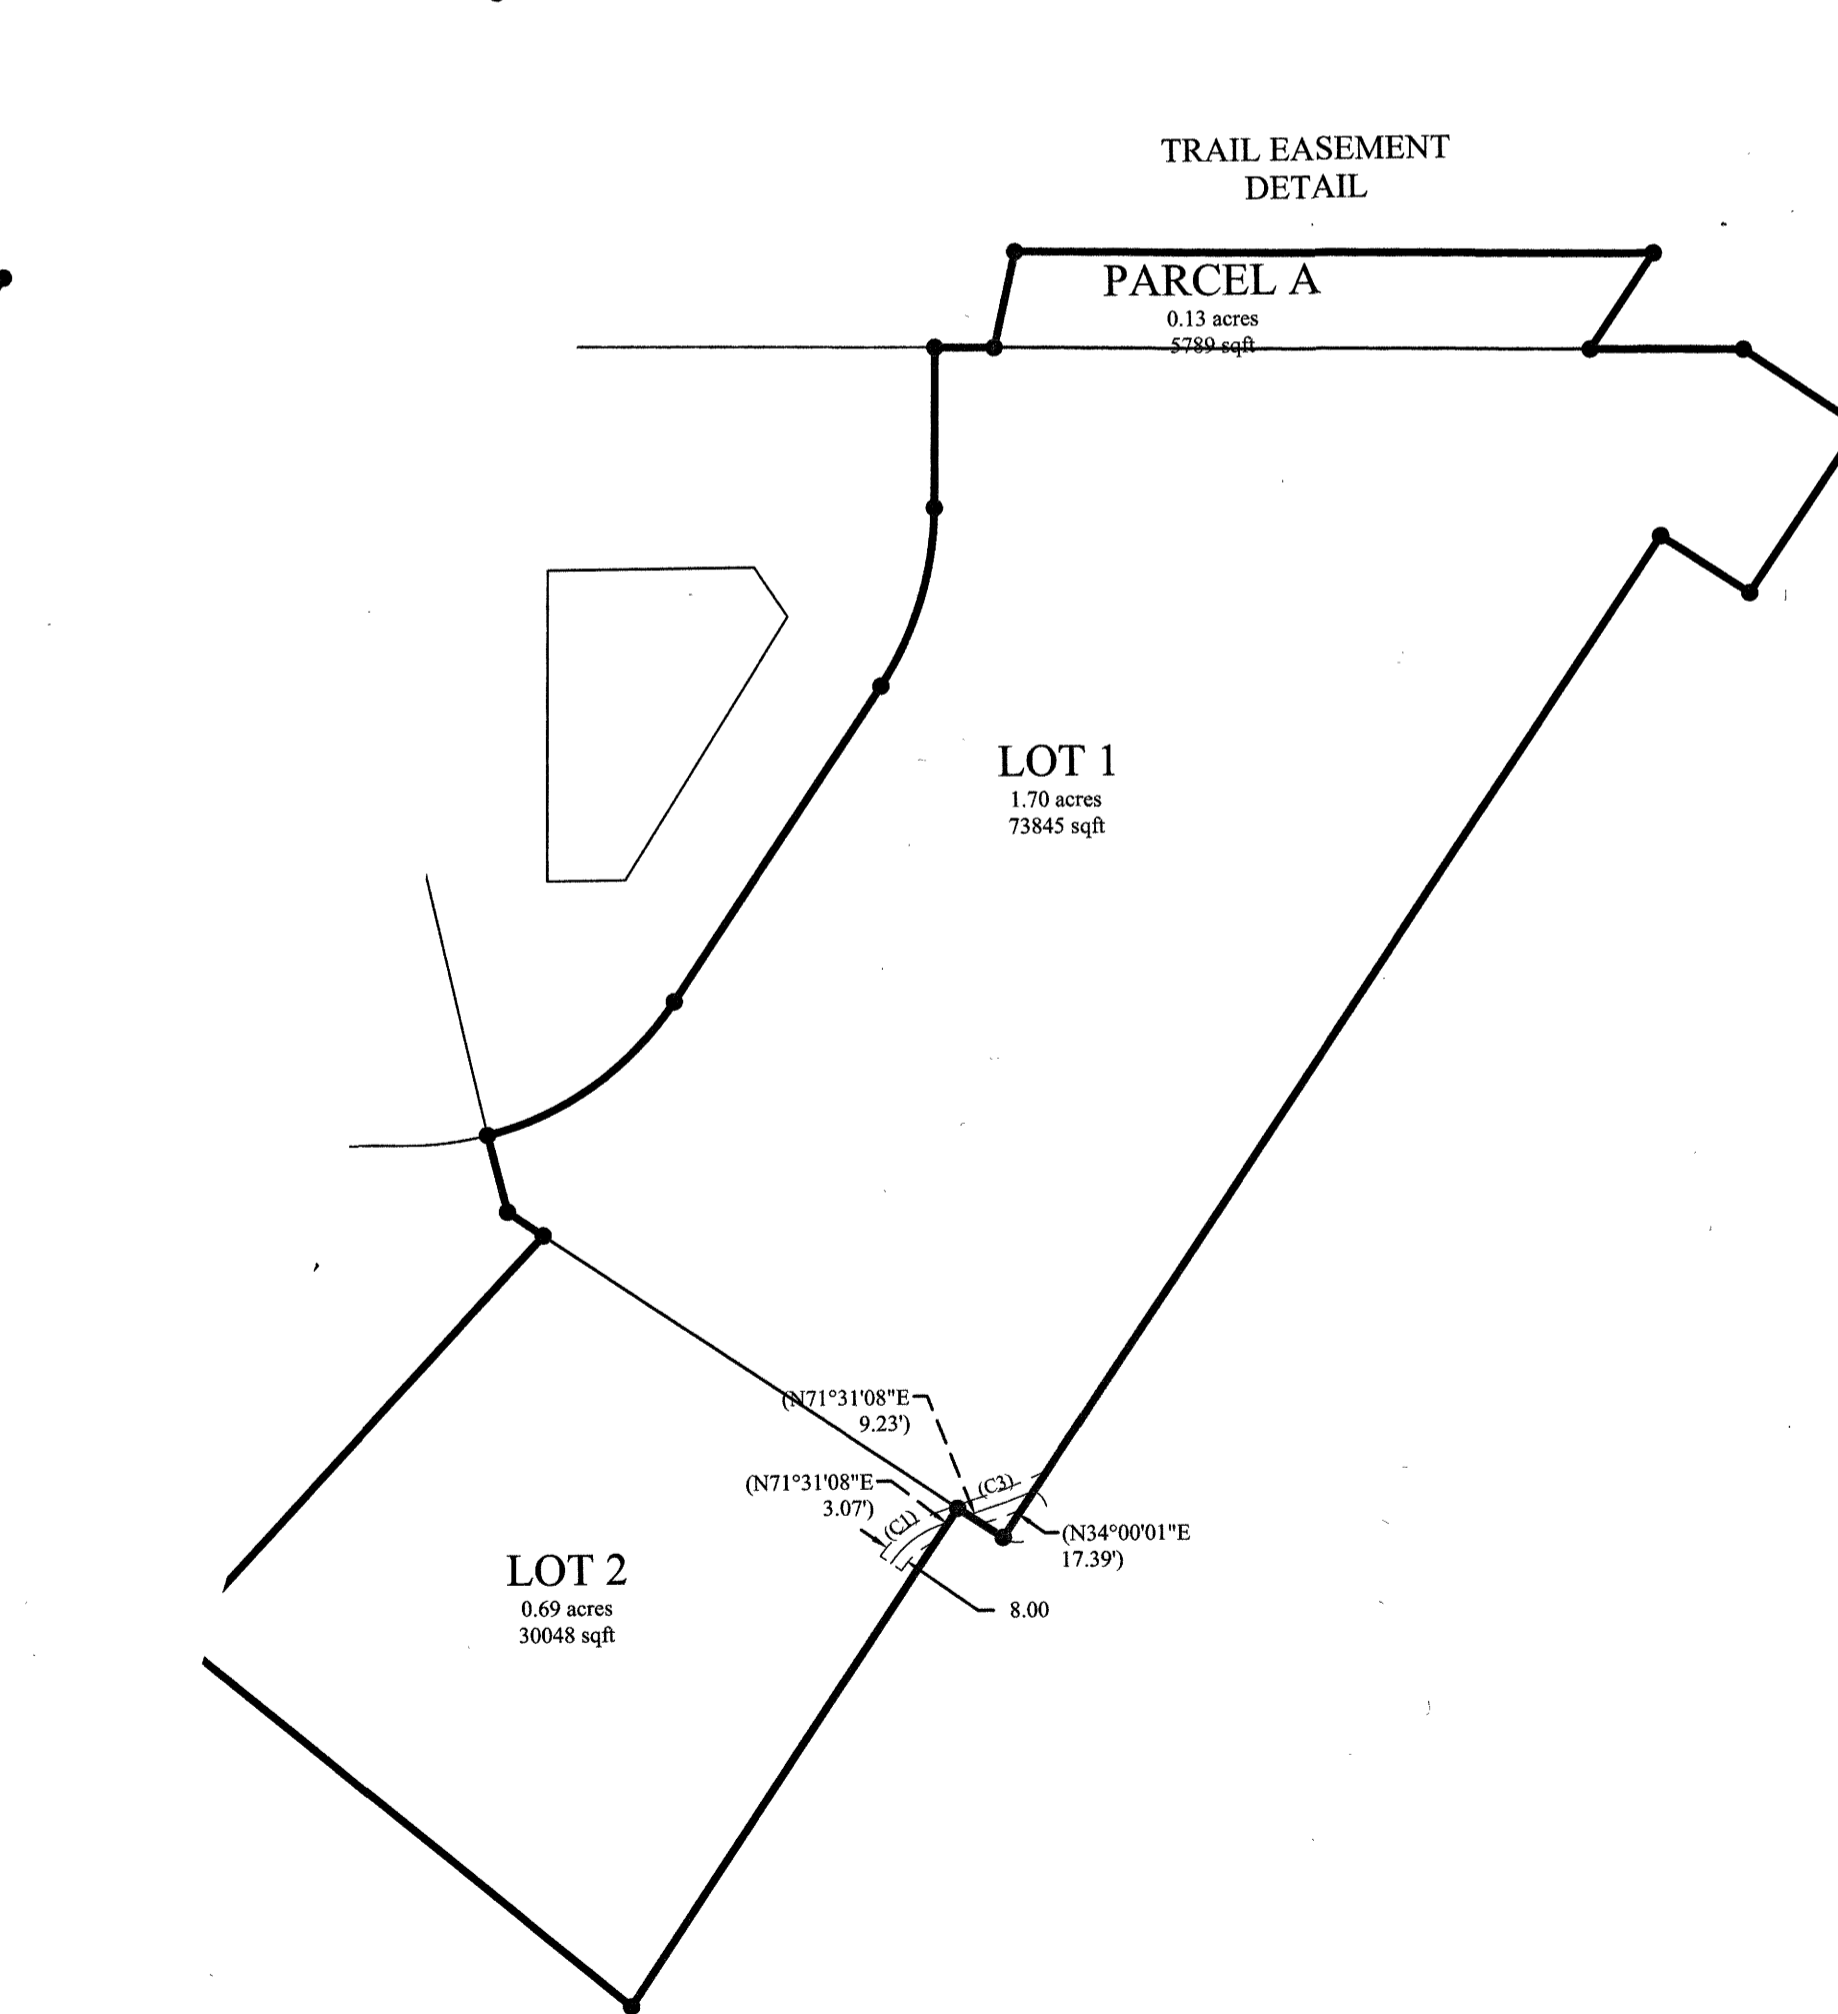 TRAIL EASEMENT
DETAIL
PARCEL A
0.13 acres
5789 sqft
LOT 1
1.70 acres
73845 sqft
(N71°31'08"E
9.23')
(N71°31'08"E
3.07')
(C1)
(C3)
(N34°00'01"E
17.39')
8.00
LOT 2
0.69 acres
30048 sqft